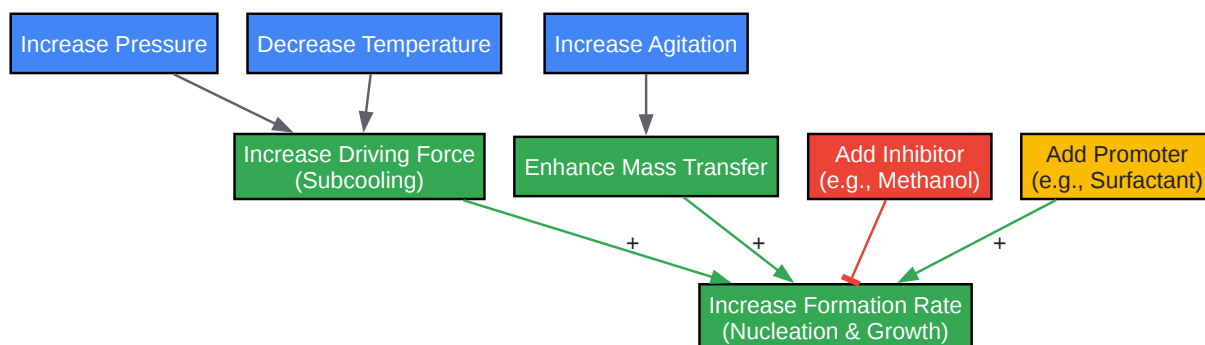 Increase Pressure
Decrease Temperature
Increase Agitation
Increase Driving Force
(Subcooling)
Enhance Mass Transfer
Add Inhibitor
(e.g., Methanol)
Add Promoter
(e.g., Surfactant)
+
+
+
Increase Formation Rate
(Nucleation & Growth)